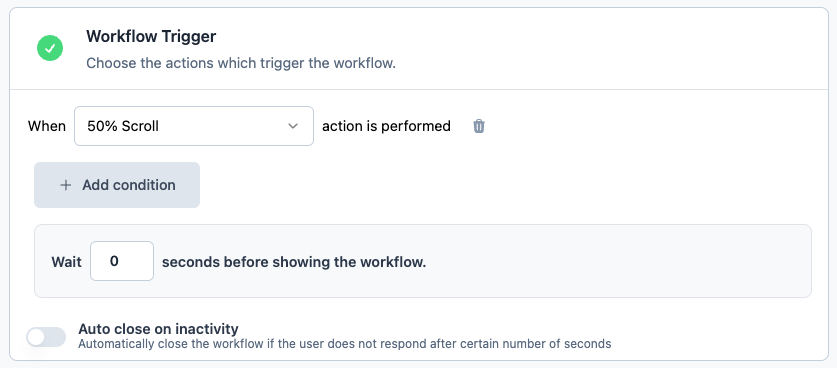 Workflow Trigger
Choose the actions which trigger the workflow.
When 50% Scroll action is performed
+ Add condition
Wait 0 seconds before showing the workflow.
Auto close on inactivity
Automatically close the workflow if the user does not respond after certain number of seconds